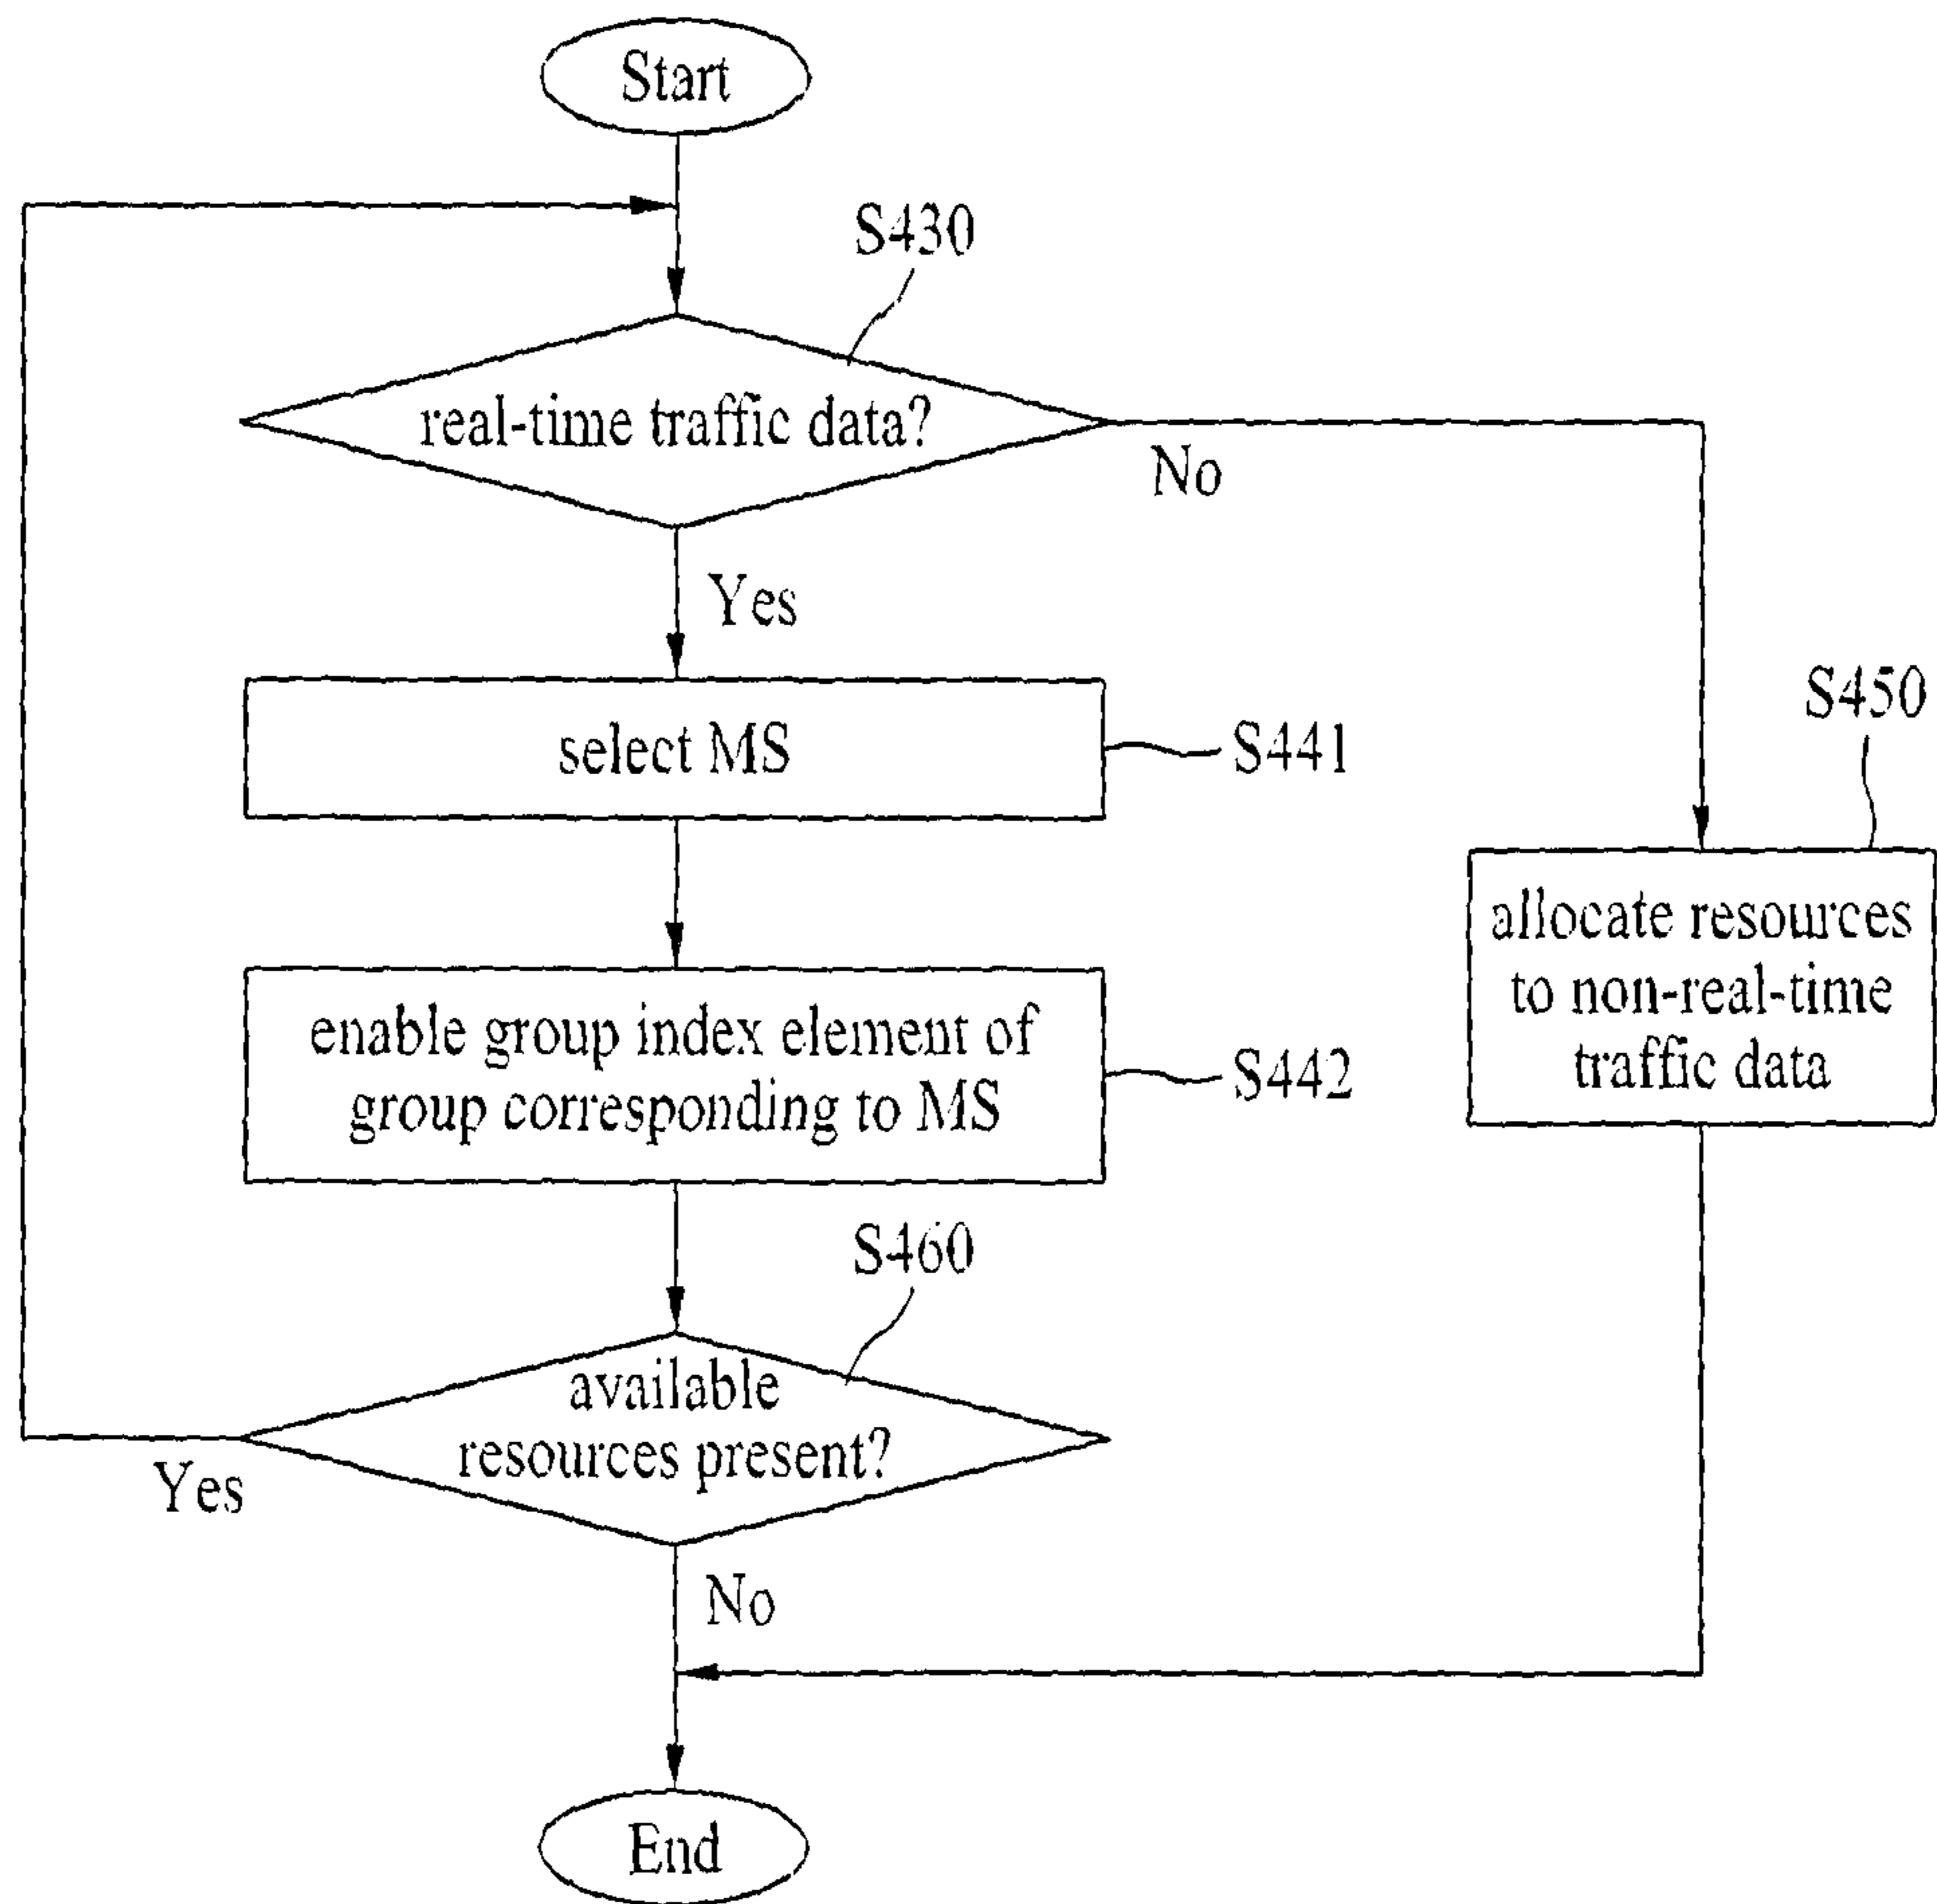 Start
S430
real-time traffic data?
No
Yes
S450
select MS
S441
allocate resources
to non-real-time
traffic data
enable group index element of
group corresponding to MS
S442
S460
available
resources present?
Yes
No
End